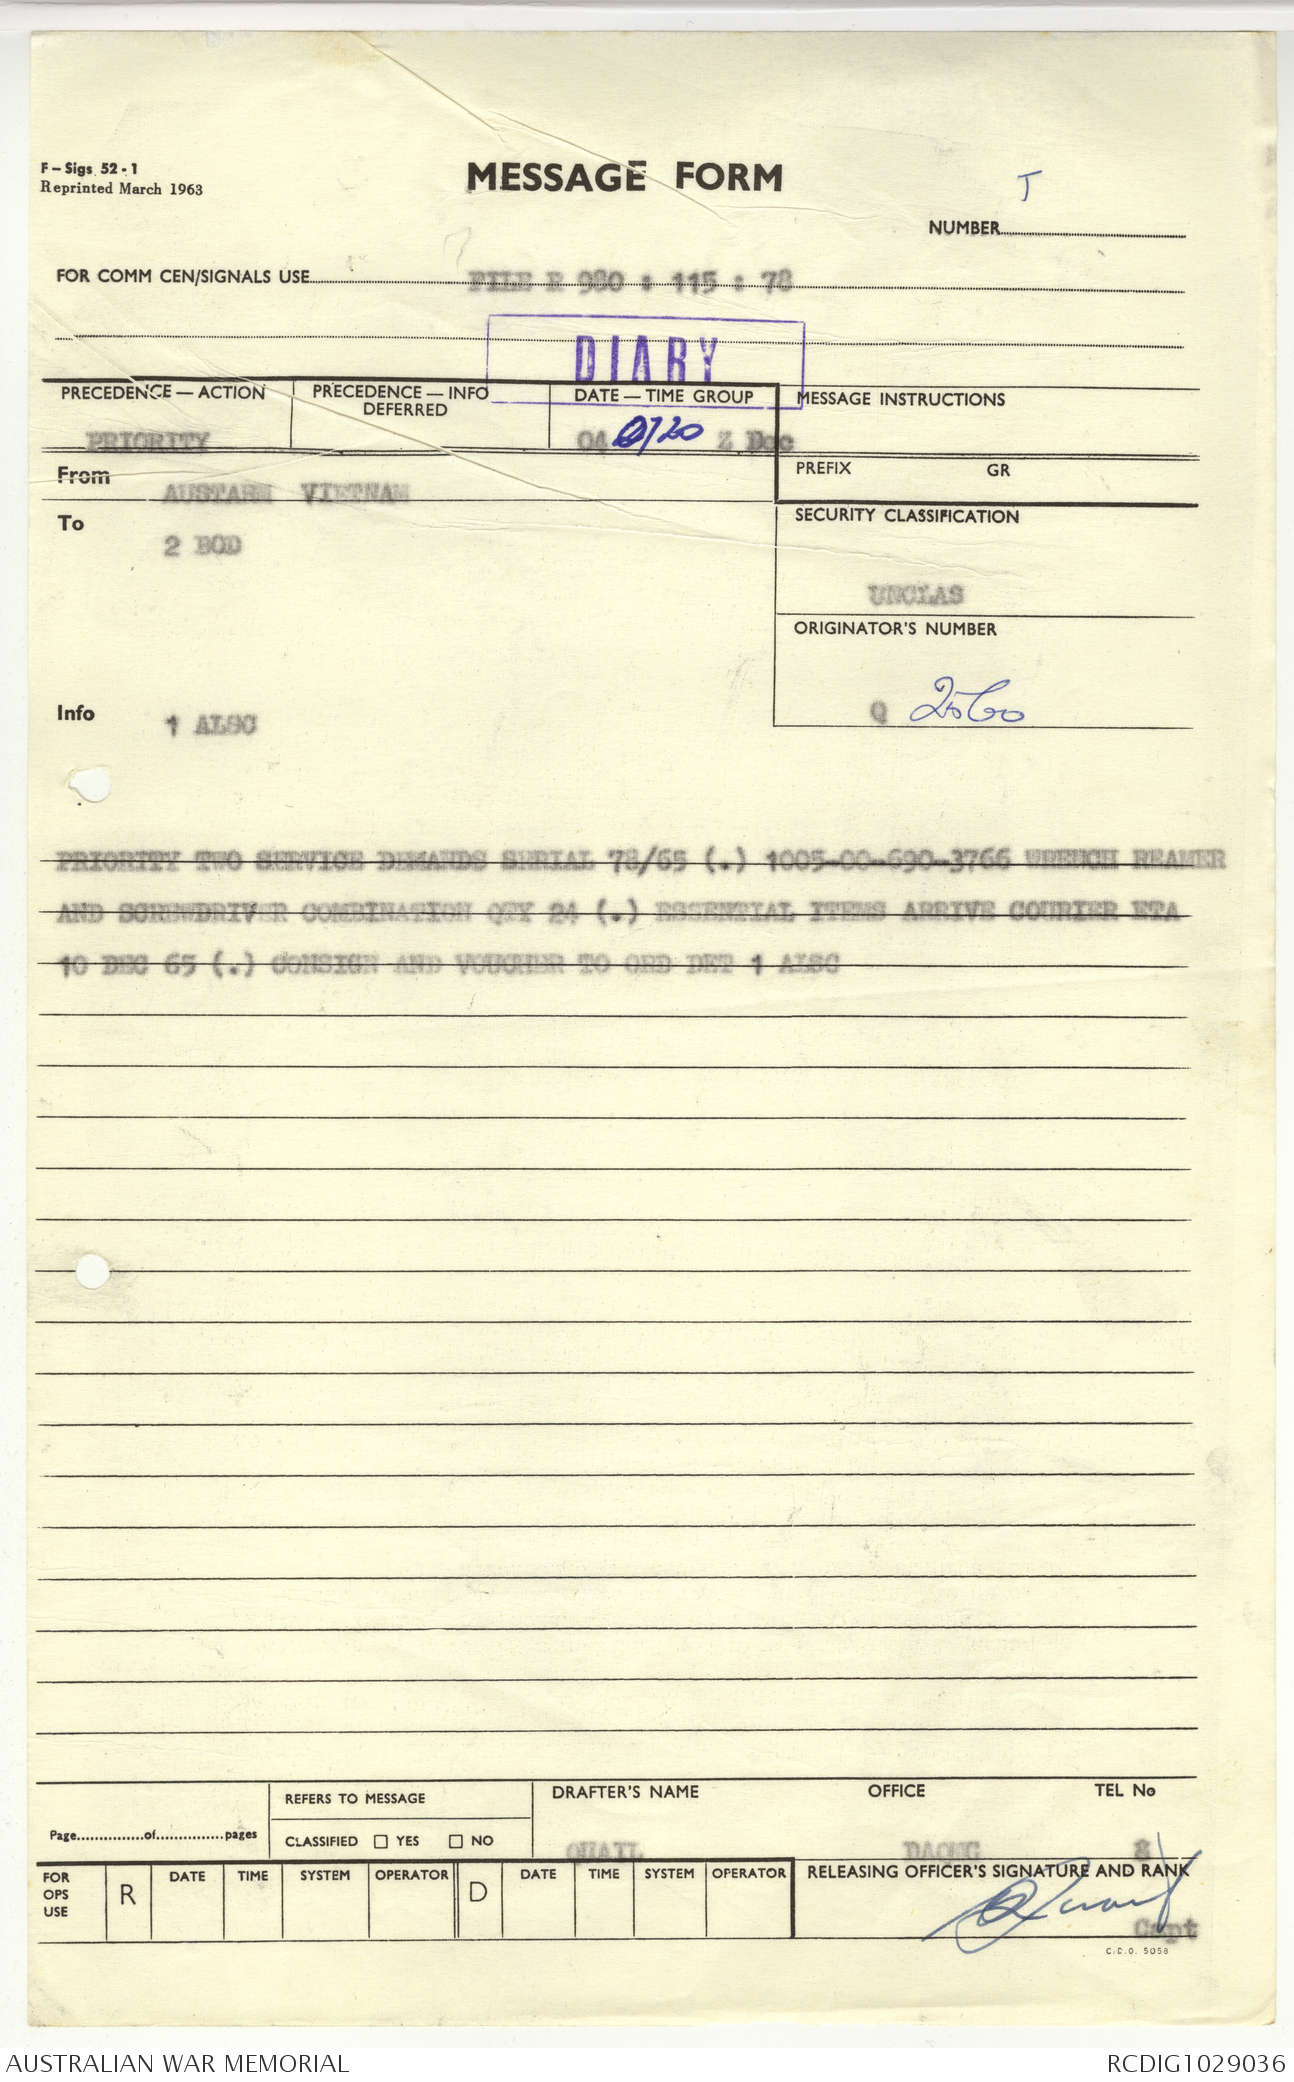 F-Sigs 52-1
Reprinted March 1963
MESSAGE FORM
J
NUMBER
FOR COMM CEN/SIGNALS USE FILE R 980 : 115 : 78
DIARY
PRECEDENCE — ACTION
PRIORITY
PRECEDENCE — INFO
DEFERRED
DATE — TIME GROUP
04 0720 Z Dec
MESSAGE INSTRUCTIONS
PREFIX GR
From AUSTARM VIETNAM
To 2 BOD
SECURITY CLASSIFICATION
UNCLAS
ORIGINATOR'S NUMBER
Q
Info 1 ALSC
PRIORITY TWO SERVICE DEMANDS SERIAL 78/65 (.) 1005-00-690-3766 WRENCH REAMER
AND SCREWDRIVER COMBINATION QTY 24 (.) ESSENTIAL ITEMS ARRIVE COURIER ETA
10 DEC 65 (.) CONSIGN AND VOUCHER TO ORD DET 1 ALSC
Page...............of...............pages
REFERS TO MESSAGE
CLASSIFIED YES NO
DRAFTER'S NAME
QUAIL
OFFICE
DAQMG
TEL No
8
FOR
OPS
USE
R
DATE TIME SYSTEM OPERATOR
D
DATE TIME SYSTEM OPERATOR
RELEASING OFFICER'S SIGNATURE AND RANK
Capt
C.C.O. 5058
AUSTRALIAN WAR MEMORIAL
RCDIG1029036